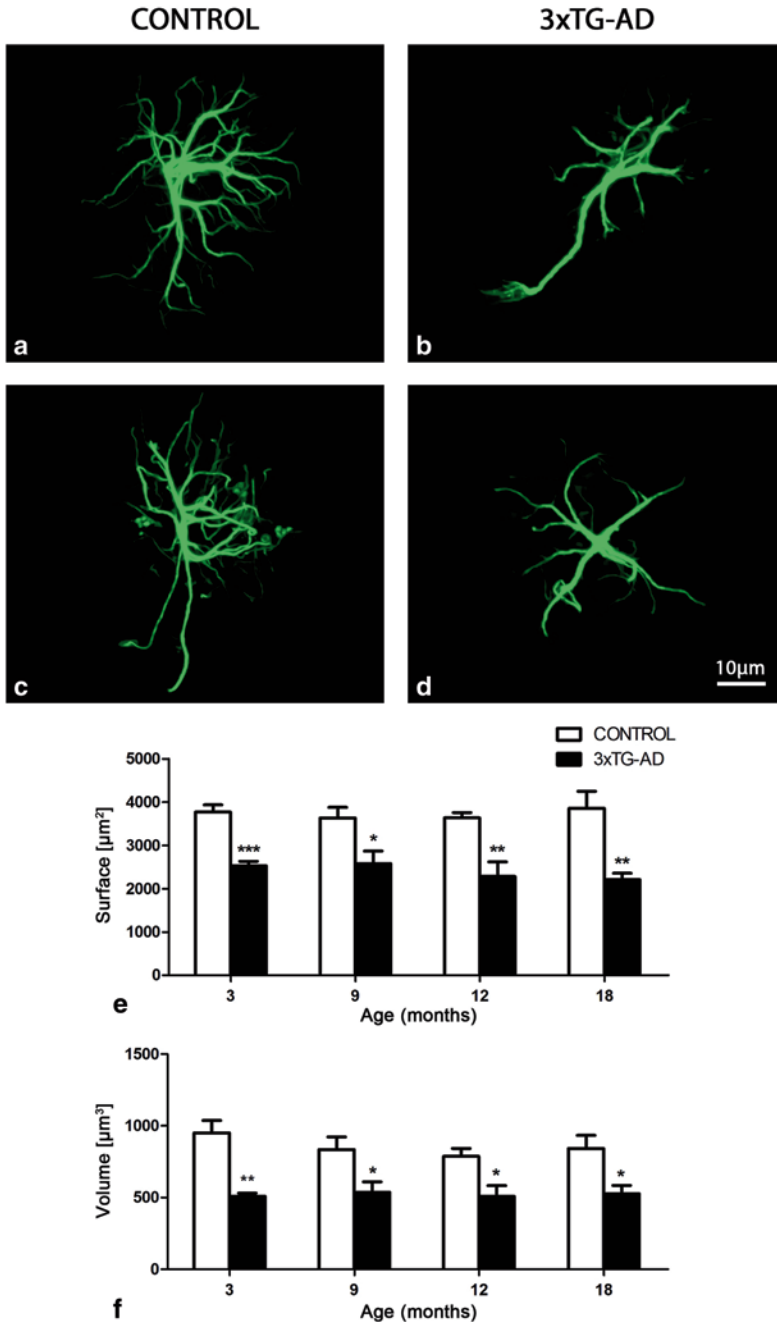 CONTROL 3xTG-AD
a b
c d 10µm
CONTROL
3xTG-AD
5000
4000
3000
2000
1000
0
Surface [µm²]
*** * ** **
3 9 12 18
e Age (months)
1500
1000
500
0
Volume [µm³]
** * * *
3 9 12 18
f Age (months)